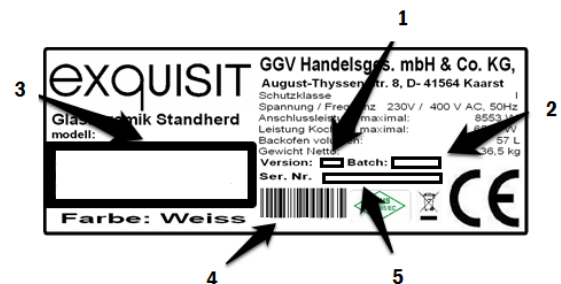 1
3
2
exquisit
GGV Handelsges. mbH & Co. KG,
August-Thyssen str. 8, D- 41564 Kaarst
Schutzklasse I
Spannung / Frequenz 230V / 400 V AC, 50Hz
Anschlussleistung maximal: 8553 W
Leistung maximal: W
Backofen 57 L
Gewicht Netto: 36,5 kg
Glaskeramik Standherd
modell:
Version: Batch:
Ser. Nr.
Farbe: Weiss
CE
4
5